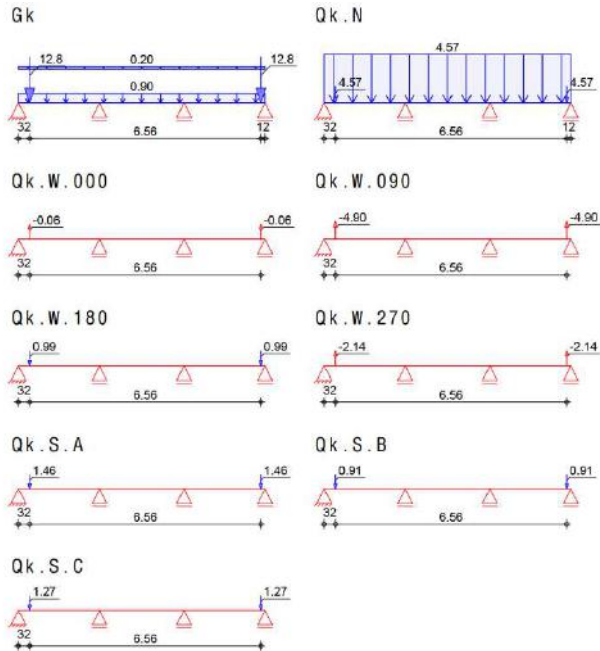 Gk
12.8 0.20 12.8
0.90
32 12
6.56
Qk.N
4.57
4.57 4.57
32 12
6.56
Qk.W.000
-0.06 -0.06
32
6.56
Qk.W.090
-4.90 -4.90
32
6.56
Qk.W.180
0.99 0.99
32
6.56
Qk.W.270
-2.14 -2.14
32
6.56
Qk.S.A
1.46 1.46
32
6.56
Qk.S.B
0.91 0.91
32
6.56
Qk.S.C
1.27 1.27
32
6.56